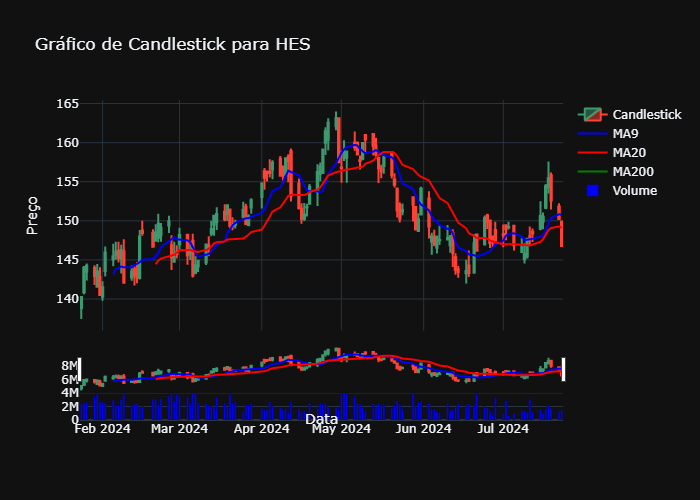 Gráfico de Candlestick para HES
165
160
155
150
145
140
Preço
Candlestick
MA9
MA20
MA200
Volume
8M
6M
4M
2M
0
Data
Feb 2024 Mar 2024 Apr 2024 May 2024 Jun 2024 Jul 2024